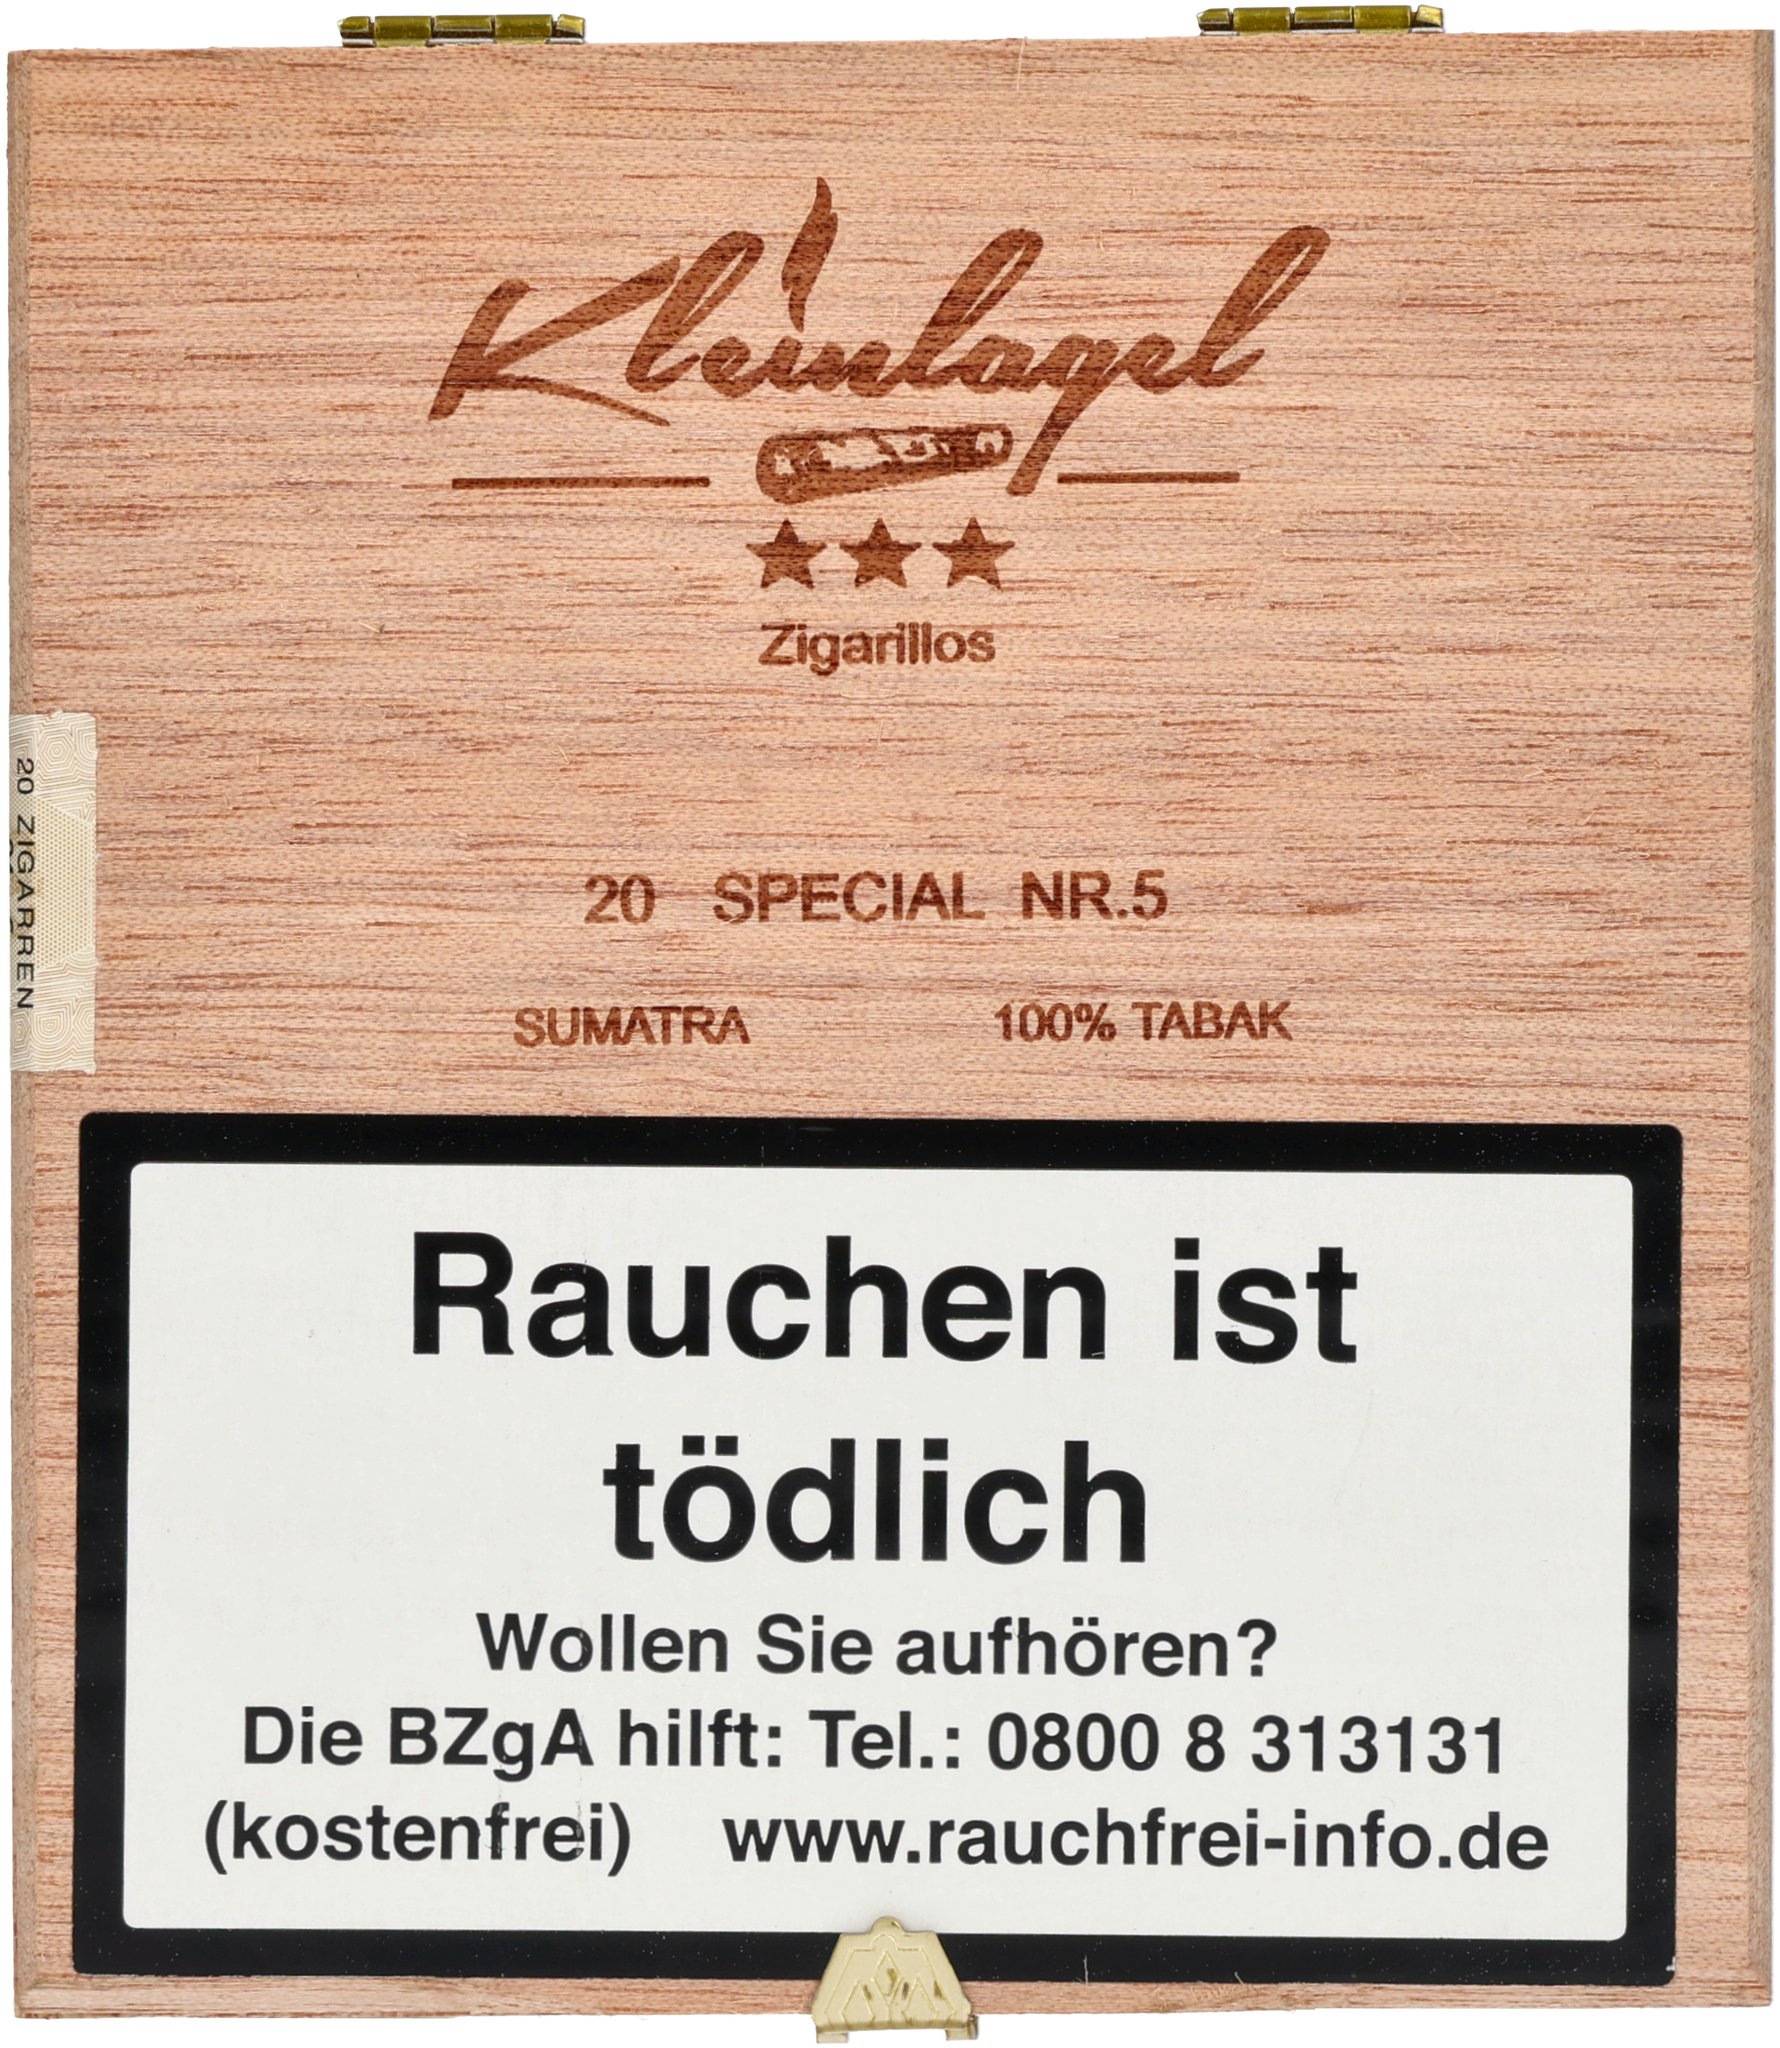 Kleinlagel
Zigarillos
20 SPECIAL NR.5
SUMATRA 100% TABAK
20 ZIGARREN
Rauchen ist
tödlich
Wollen Sie aufhören?
Die BZgA hilft: Tel.: 0800 8 313131
(kostenfrei) www.rauchfrei-info.de